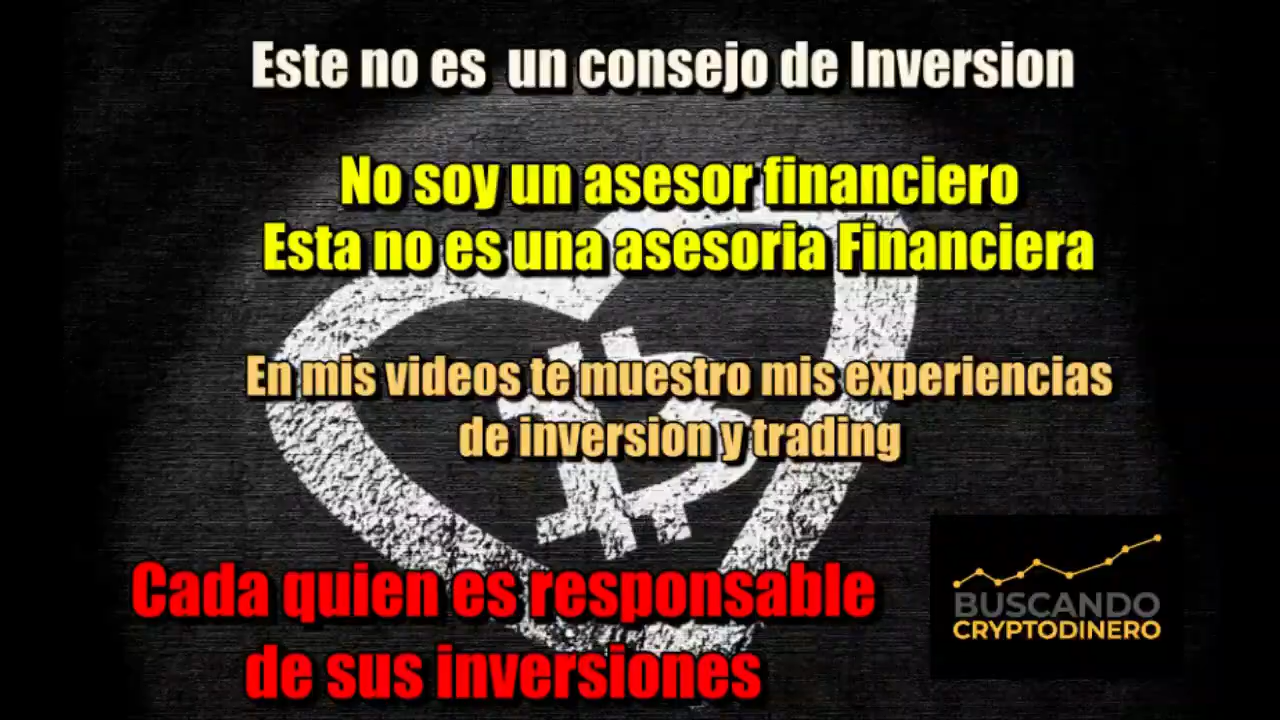 Este no es un consejo de Inversion
No soy un asesor financiero
Esta no es una asesoria Financiera
En mis videos te muestro mis experiencias
de inversion y trading
Cada quien es responsable
de sus inversiones
BUSCANDO
CRYPTODINERO